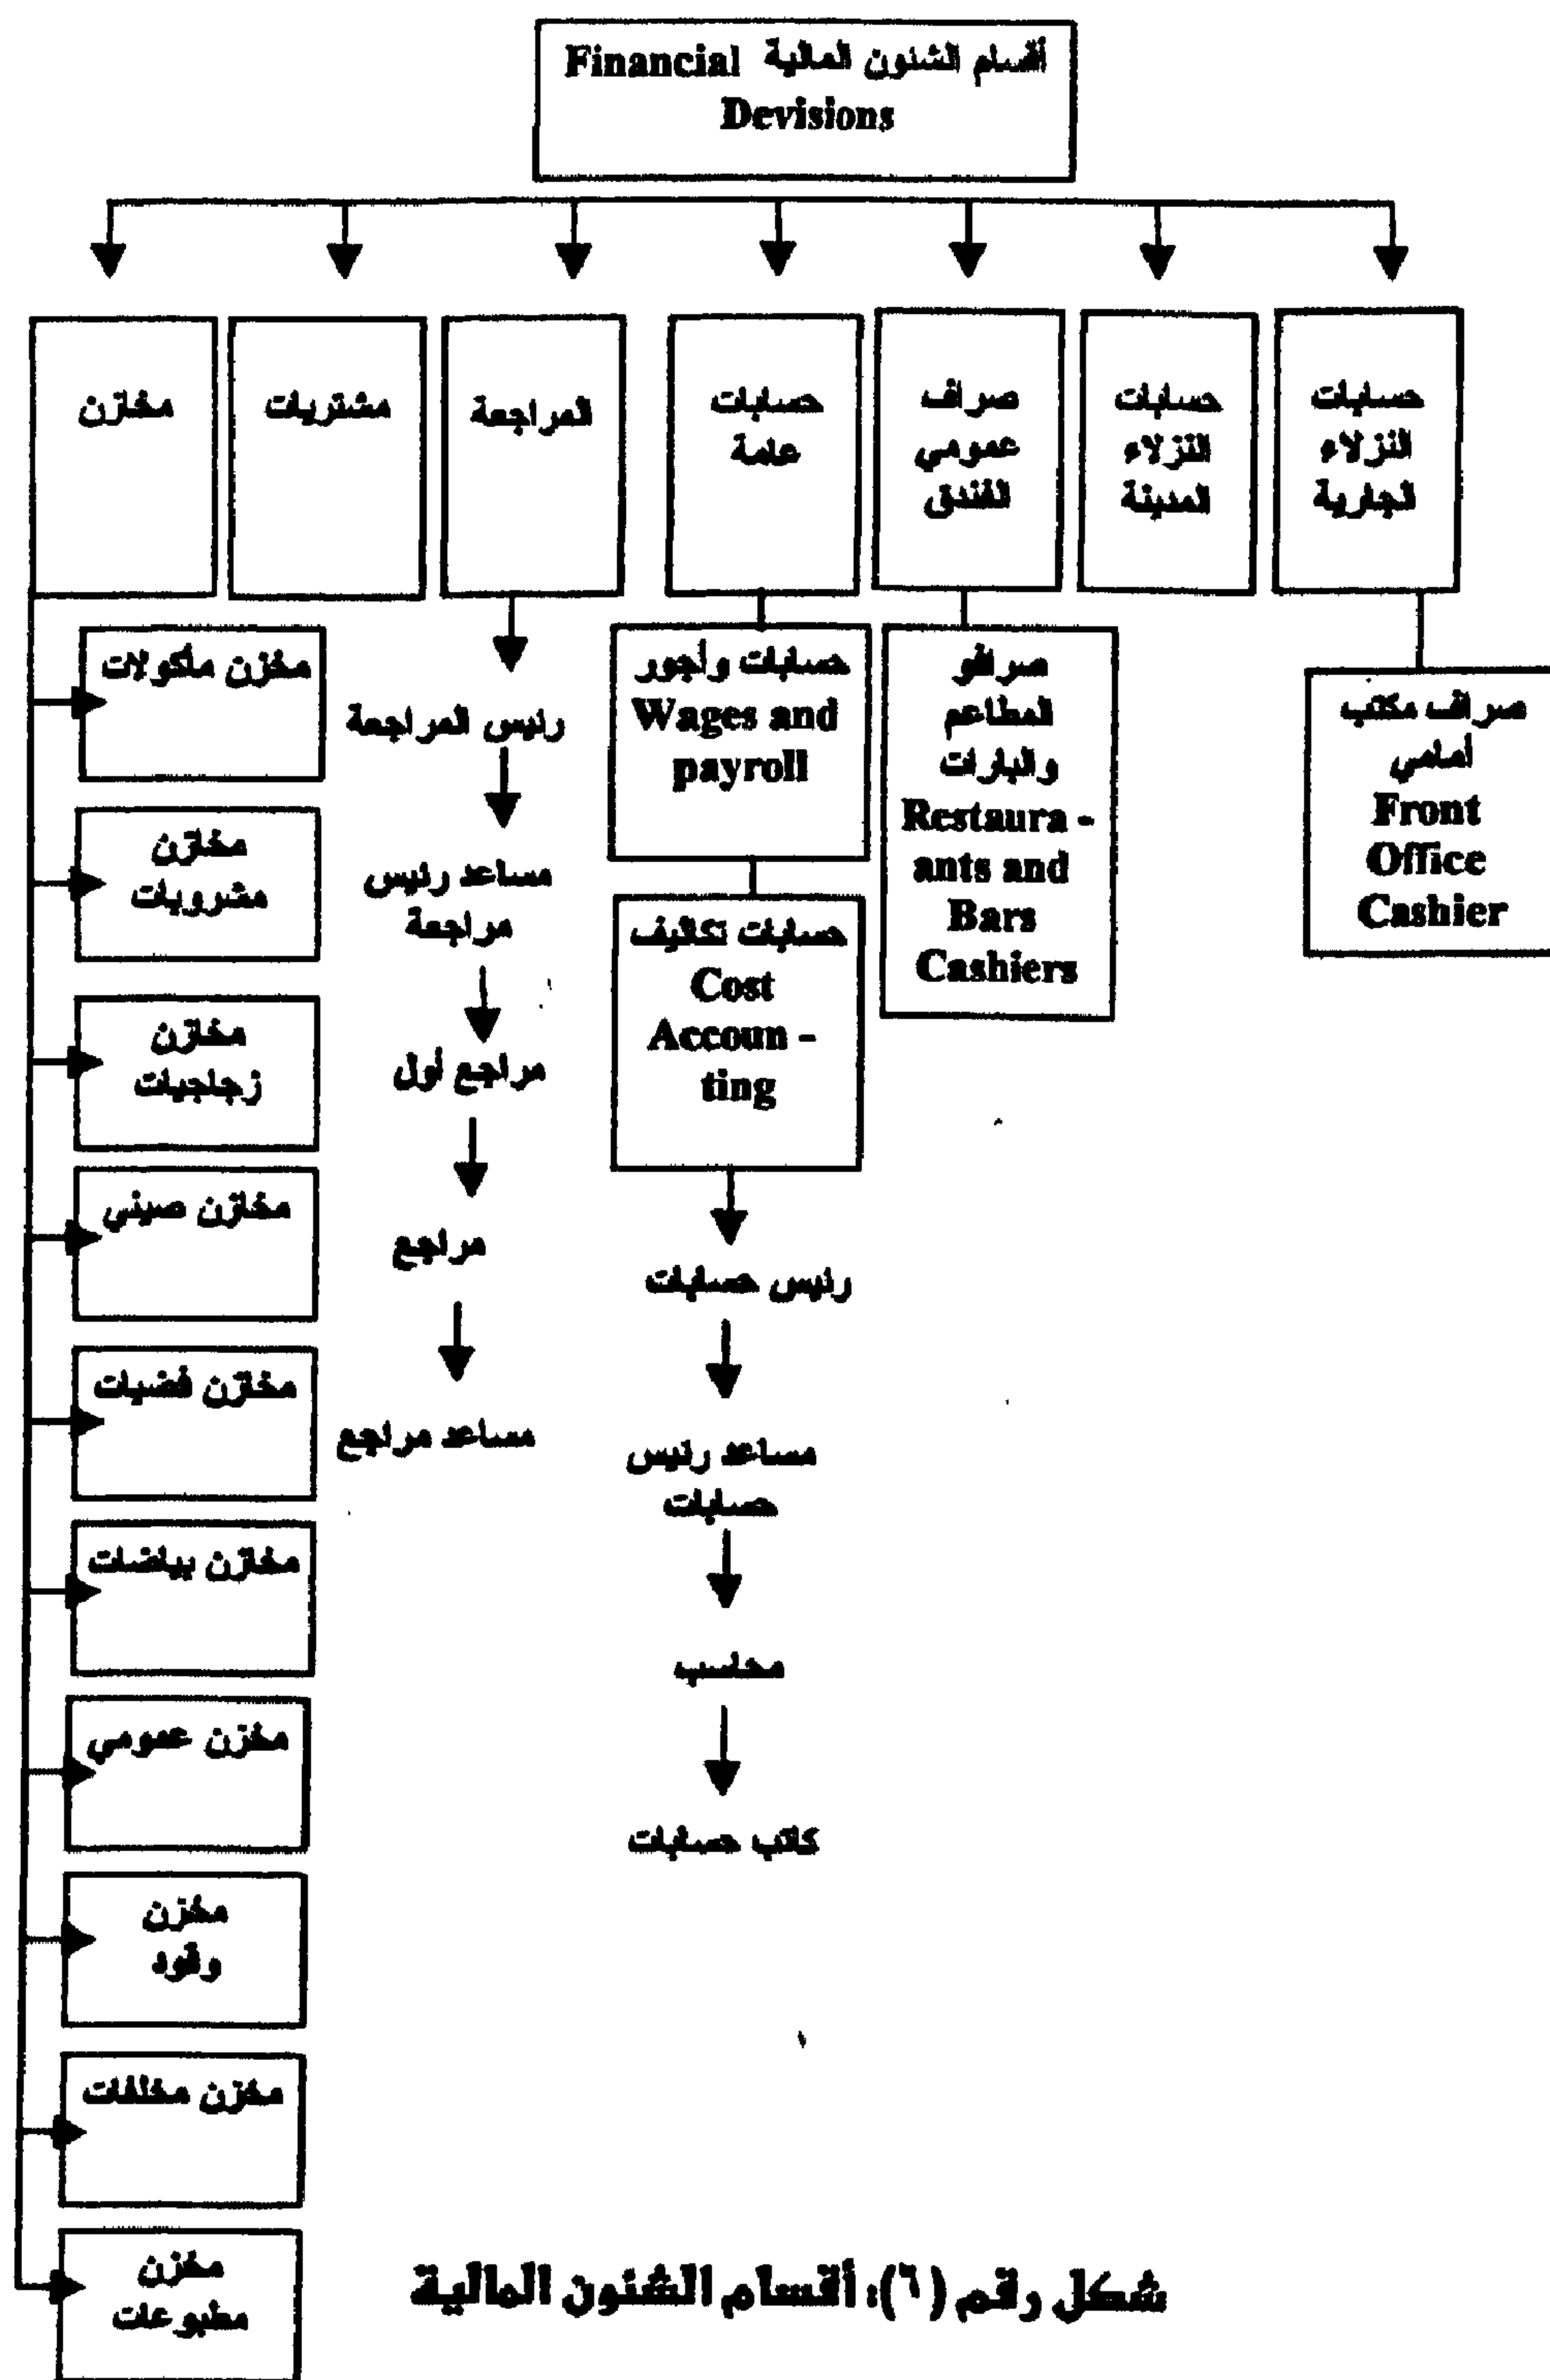 أقسام الشئون المالية Financial
Devisions
حسابات
النزلاء
الجارية
حسابات
النزلاء
المدينة
صراف
عمومي
الفندق
حسابات
عامة
المراجعة
مشتريات
مخازن
صراف مكتب
أمامي
Front
Office
Cashier
صرافو
المطاعم
والبارات
Restaura -
ants and
Bars
Cashiers
حسابات وأجور
Wages and
payroll
حسابات تكاليف
Cost
Accoun -
ting
رئيس حسابات
مساعد رئيس
حسابات
محاسب
كاتب حسابات
رئيس المراجعة
مساعد رئيس
مراجعة
مراجع أول
مراجع
مساعد مراجع
مخزن مأكولات
مخازن
مشروبات
مخازن
زجاجيات
مخازن صيني
مخازن فضيات
مخازن بياضات
مخزن عمومي
مخزن
وقود
مخزن مخلفات
مخزن
مطبوعات
شكل رقم (٦): أقسام الشئون المالية